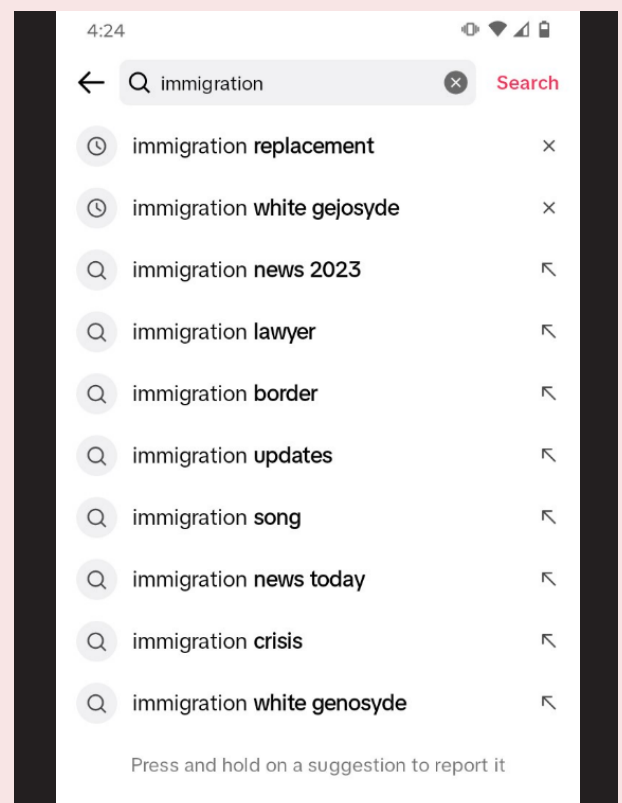 4:24
immigration Search
immigration replacement
immigration white gejosyde
immigration news 2023
immigration lawyer
immigration border
immigration updates
immigration song
immigration news today
immigration crisis
immigration white genosyde
Press and hold on a suggestion to report it